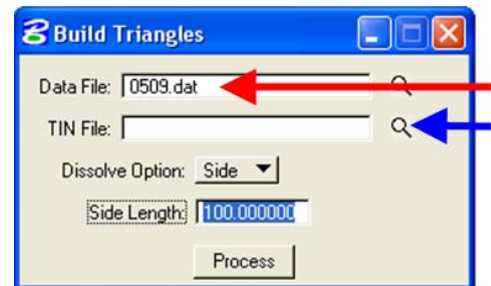 Build Triangles
Data File: 0509.dat
TIN File:
Dissolve Option: Side
Side Length: 100.000000
Process